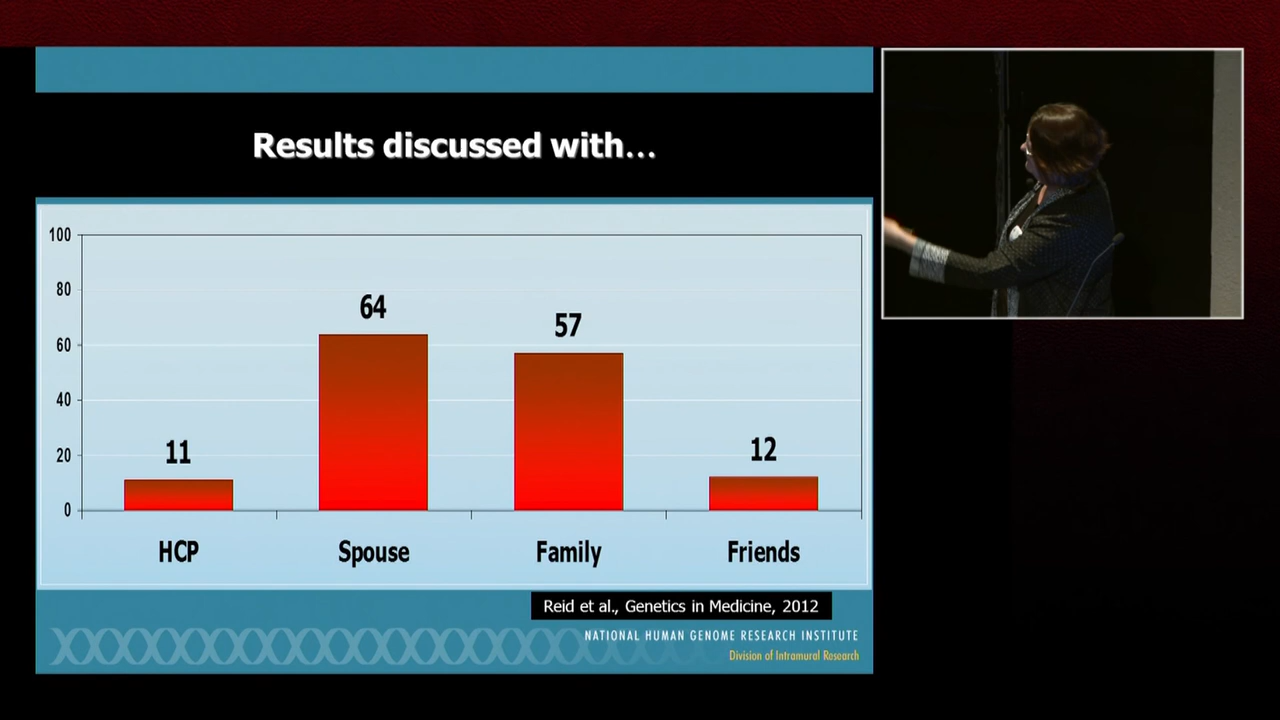 Results discussed with...
100
80
60
40
20
0
11
64
57
12
HCP
Spouse
Family
Friends
Reid et al., Genetics in Medicine, 2012
NATIONAL HUMAN GENOME RESEARCH INSTITUTE
Division of Intramural Research